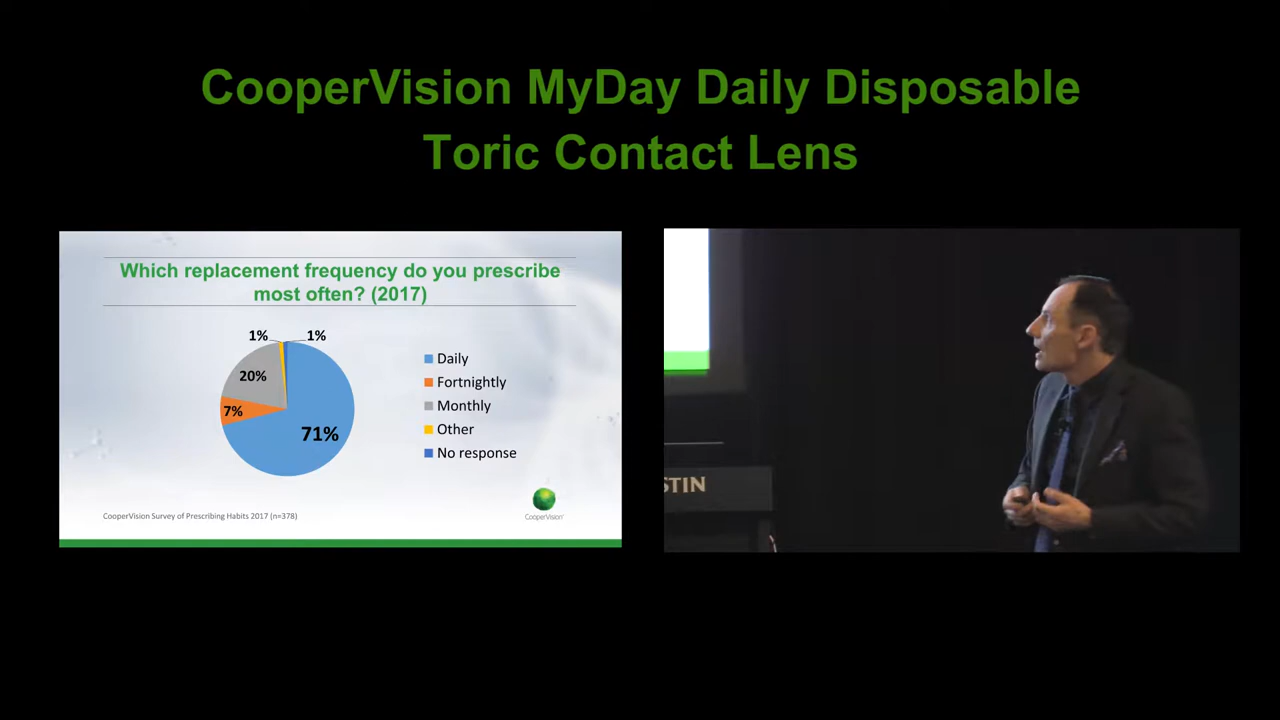 CooperVision MyDay Daily Disposable
Toric Contact Lens
Which replacement frequency do you prescribe
most often? (2017)
1%
1%
20%
7%
71%
Daily
Fortnightly
Monthly
Other
No response
CooperVision Survey of Prescribing Habits 2017 (n=378)
CooperVision
STIN